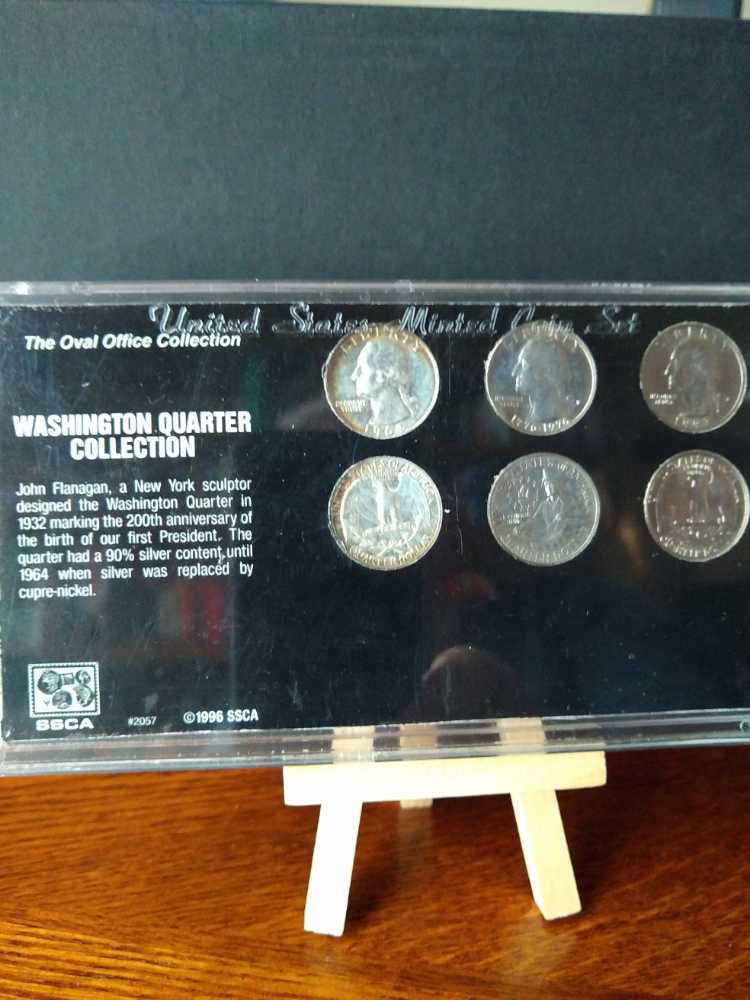 United States Minted Coin Set
The Oval Office Collection
WASHINGTON QUARTER
COLLECTION
John Flanagan, a New York sculptor
designed the Washington Quarter in
1932 marking the 200th anniversary of
the birth of our first President. The
quarter had a 90% silver content until
1964 when silver was replaced by
cupre-nickel.
SSCA
#2057
©1996 SSCA
LIBERTY
1964
LIBERTY
1776-1976
LIBERTY
QUARTER DOLLAR